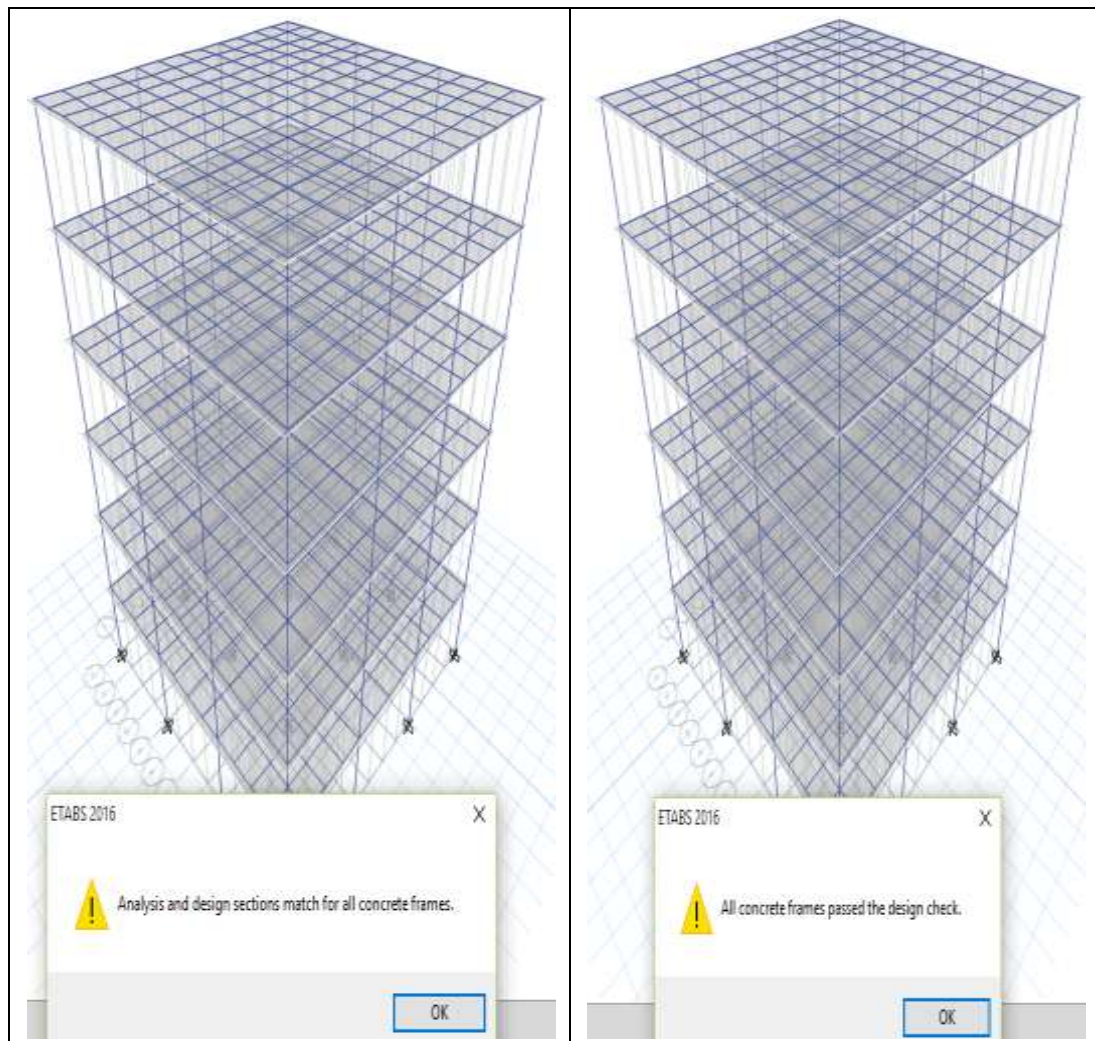 ETABS 2016 X
Analysis and design sections match for all concrete frames.
OK
ETABS 2016 X
All concrete frames passed the design check.
OK